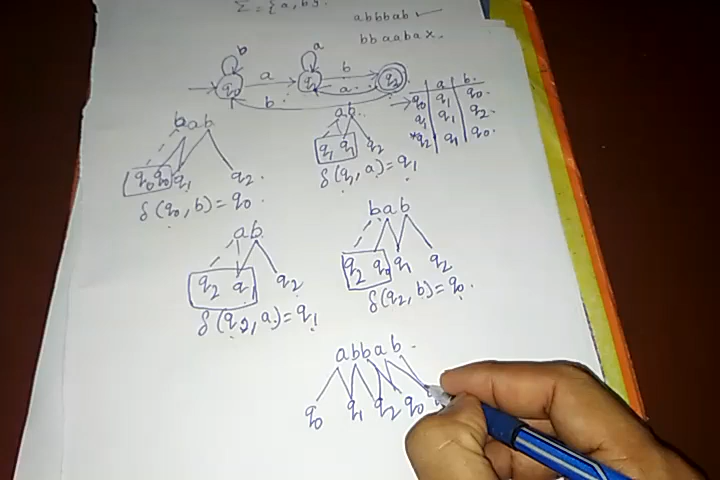 Σ = {a, b}.
abbbab ✓
bbaabax.
b a
a b
q0 q1 q2
b a
a b.
→q0 q1 q0.
q1 q1 q2
*q2 q1 q0.
bab
q0 q0 q1 q2.
δ(q0, b) = q0.
ab.
q1 q1 q2
δ(q1, a) = q1
ab.
q2 q1 q2
δ(q2, a) = q1
bab
q2 q0 q1 q2
δ(q2, b) = q0.
abbab.
q0 q1 q2 q0